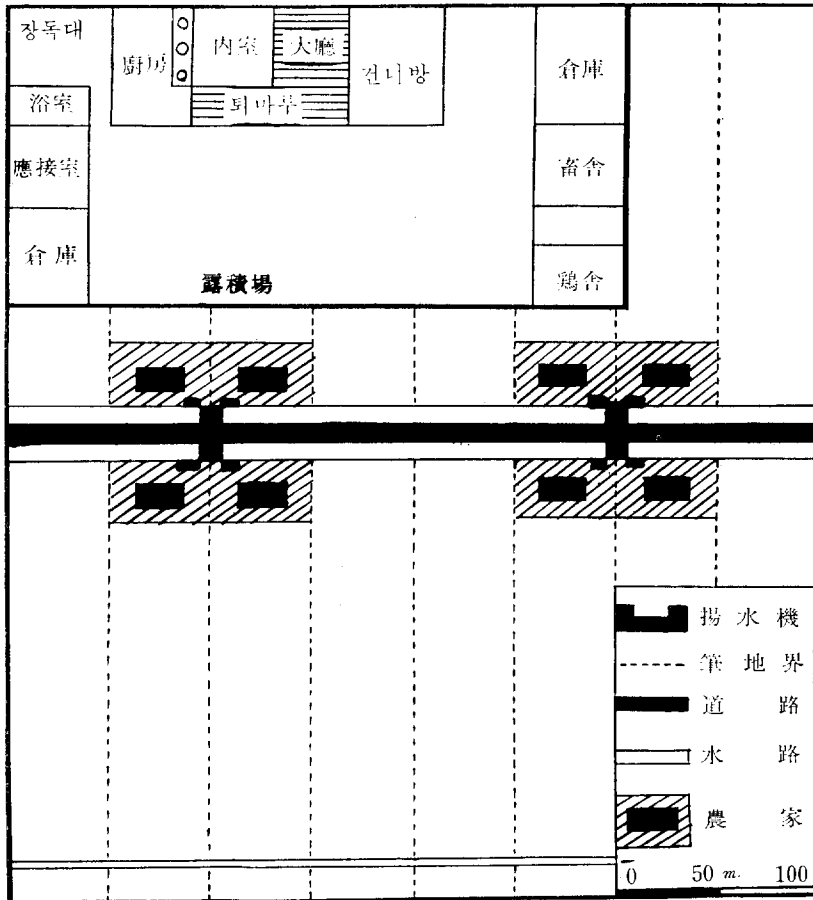 장독대
廚房
內室
大廳
건너방
倉庫
浴室
퇴마루
應接室
畜舍
倉庫
露積場
鷄舍
揚水機
筆地界
道路
水路
農家
0 50 m. 100